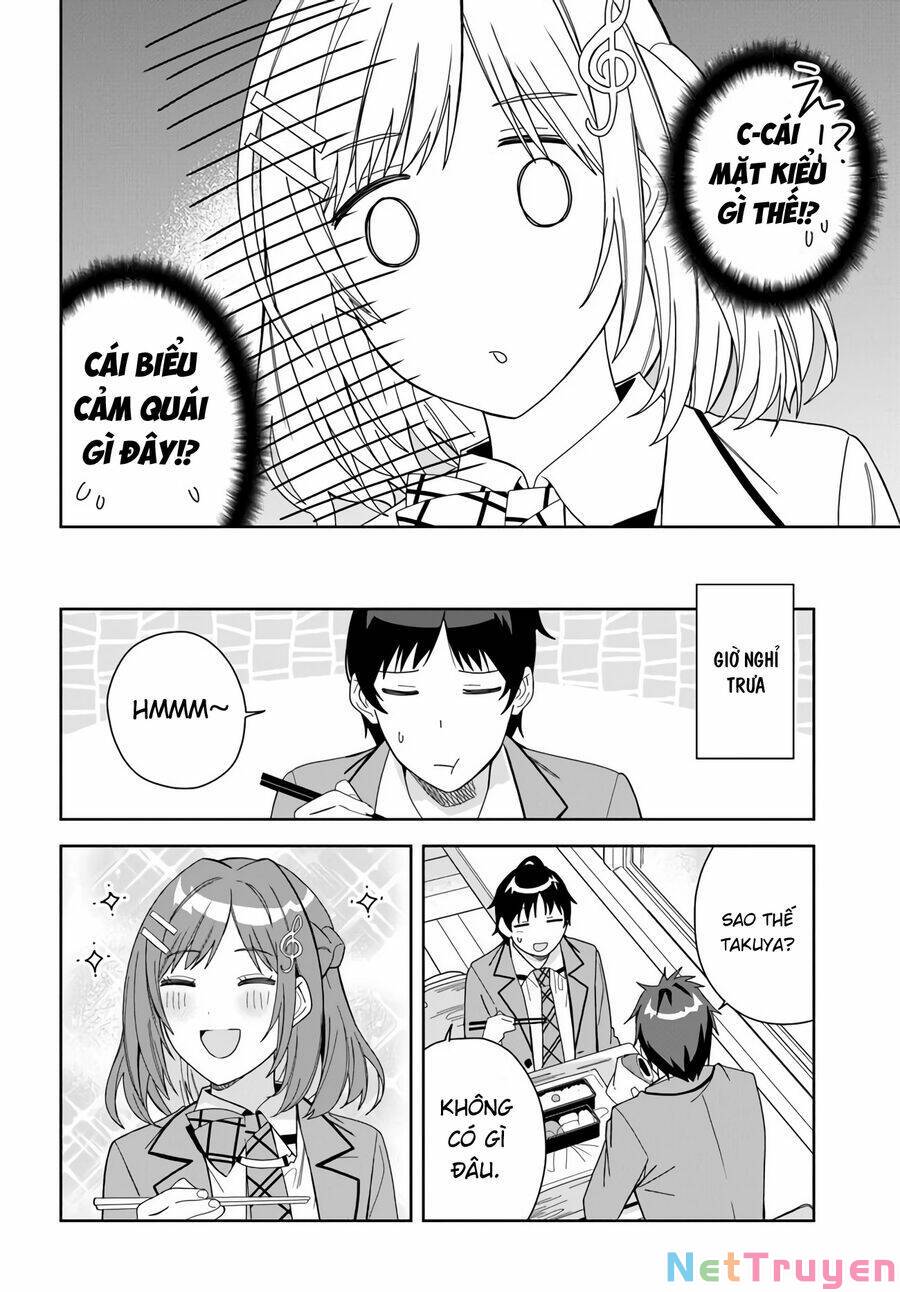 え!?
C-CÁI
MẶT KIỂU
GÌ THẾ!?
CÁI BIỂU
CẢM QUÁI
GÌ ĐÂY!?
GIỜ NGHỈ
TRƯA
HMMM~
SAO THẾ
TAKUYA?
KHÔNG
CÓ GÌ
ĐÂU.
NetTruyen